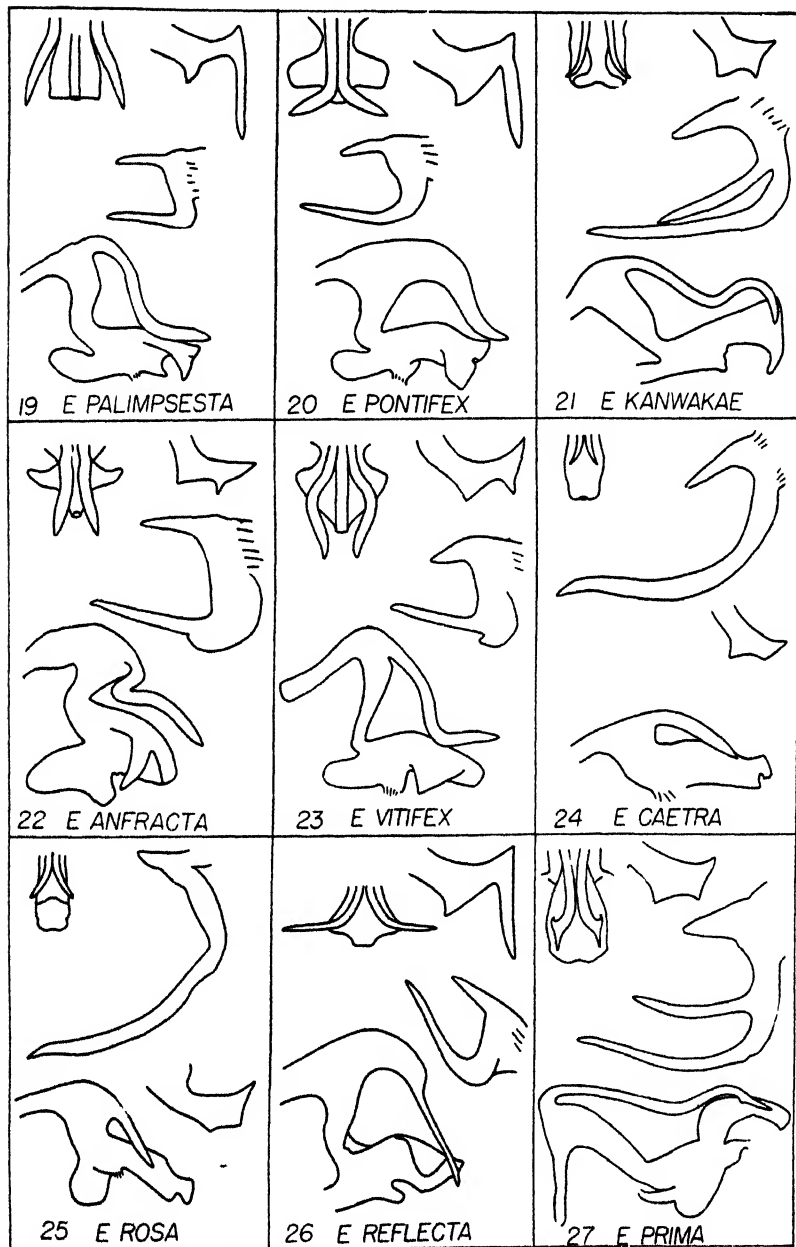 19 E PALIMPSESTA
20 E PONTIFEX
21 E KANWAKAE
22 E ANFRACTA
23 E VITIFEX
24 E CAETRA
25 E ROSA
26 E REFLECTA
27 E PRIMA